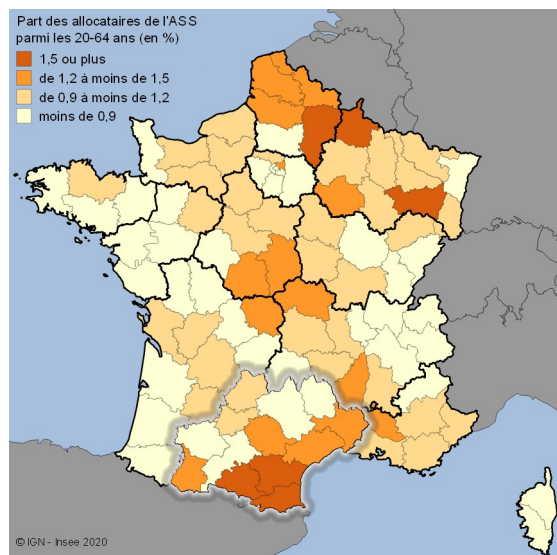 Part des allocataires de l'ASS
parmi les 20-64 ans (en %)
1,5 ou plus
de 1,2 à moins de 1,5
de 0,9 à moins de 1,2
moins de 0,9
© IGN - Insee 2020